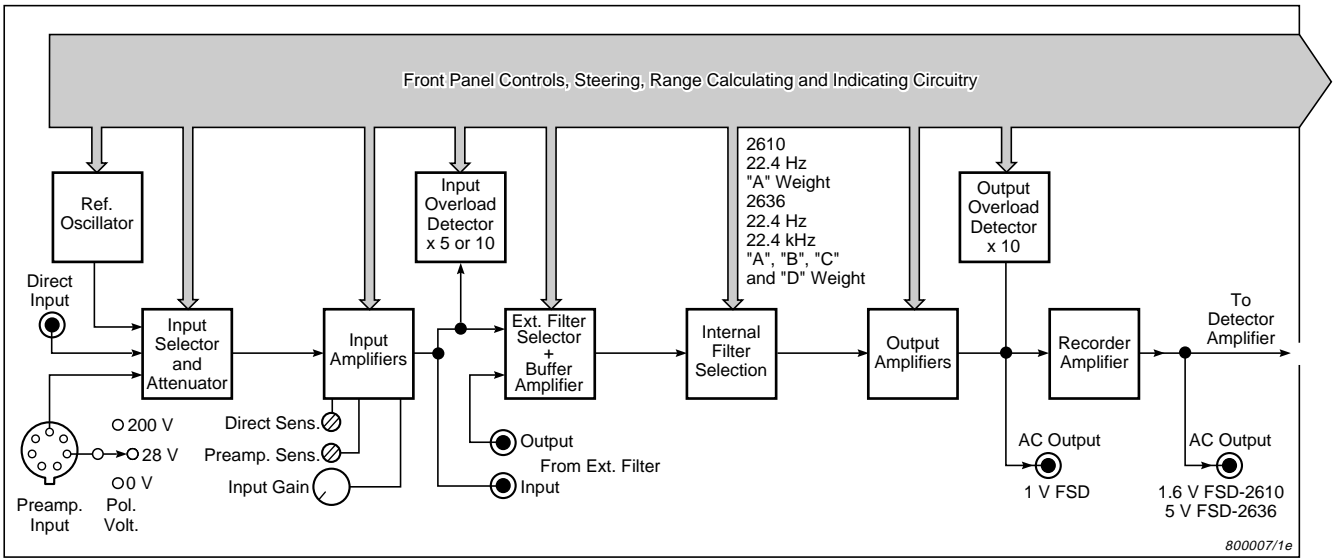 Front Panel Controls, Steering, Range Calculating and Indicating Circuitry
Ref.
Oscillator
Input
Overload
Detector
x 5 or 10
2610
22.4 Hz
"A" Weight
2636
22.4 Hz
22.4 kHz
"A", "B", "C"
and "D" Weight
Output
Overload
Detector
x 10
Direct
Input
Input
Selector
and
Attenuator
Input
Amplifiers
Ext. Filter
Selector
+
Buffer
Amplifier
Internal
Filter
Selection
Output
Amplifiers
Recorder
Amplifier
To
Detector
Amplifier
200 V
28 V
0 V
Preamp.
Input
Pol.
Volt.
Direct Sens.
Preamp. Sens.
Input Gain
Output
From Ext. Filter
Input
AC Output
1 V FSD
AC Output
1.6 V FSD-2610
5 V FSD-2636
800007/1e